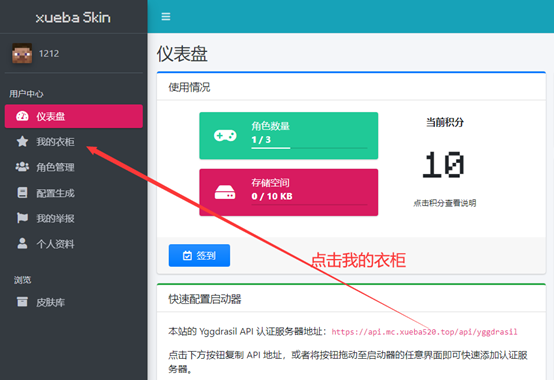 xueba Skin
1212
用户中心
仪表盘
我的衣柜
角色管理
配置生成
我的举报
个人资料
浏览
皮肤库
仪表盘
使用情况
角色数量
1 / 3
存储空间
0 / 10 KB
当前积分
10
点击积分查看说明
签到
点击我的衣柜
快速配置启动器
本站的 Yggdrasil API 认证服务器地址：https://api.mc.xueba520.top/api/yggdrasil
点击下方按钮复制 API 地址，或者将按钮拖动至启动器的任意界面即可快速添加认证服
务器。